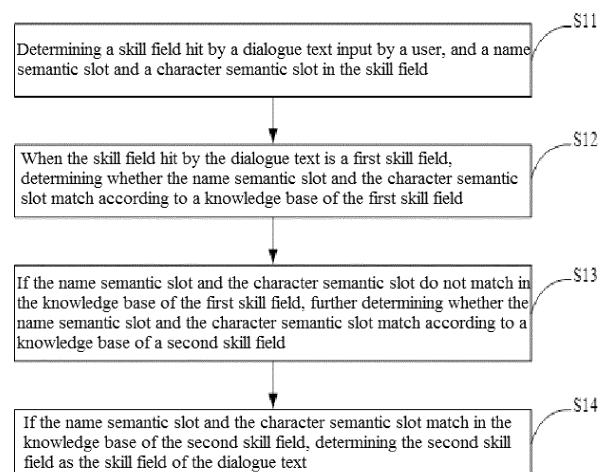 S11
Determining a skill field hit by a dialogue text input by a user, and a name
semantic slot and a character semantic slot in the skill field
S12
When the skill field hit by the dialogue text is a first skill field,
determining whether the name semantic slot and the character semantic
slot match according to a knowledge base of the first skill field
S13
If the name semantic slot and the character semantic slot do not match in
the knowledge base of the first skill field, further determining whether the
name semantic slot and the character semantic slot match according to a
knowledge base of a second skill field
S14
If the name semantic slot and the character semantic slot match in the
knowledge base of the second skill field, determining the second skill
field as the skill field of the dialogue text